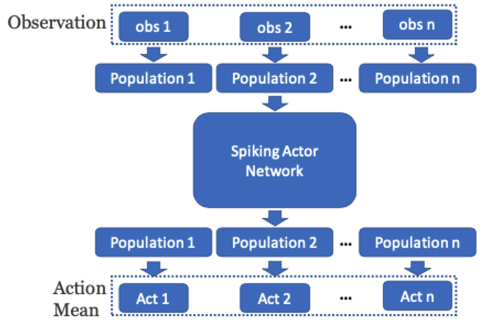 Observation
obs 1 obs 2 ... obs n
Population 1 Population 2 ... Population n
Spiking Actor
Network
Population 1 Population 2 ... Population n
Action
Mean
Act 1 Act 2 ... Act n